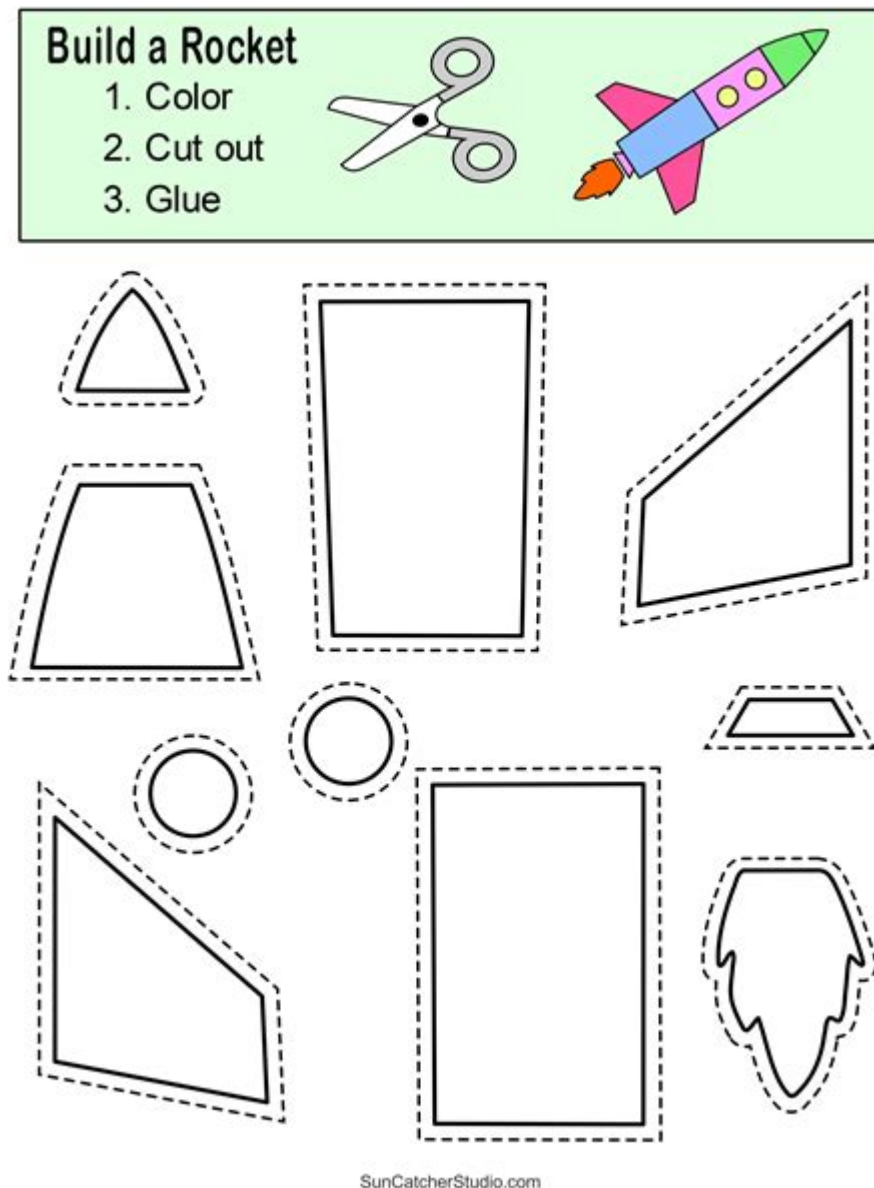 Build a Rocket
1. Color
2. Cut out
3. Glue
SunCatcherStudio.com